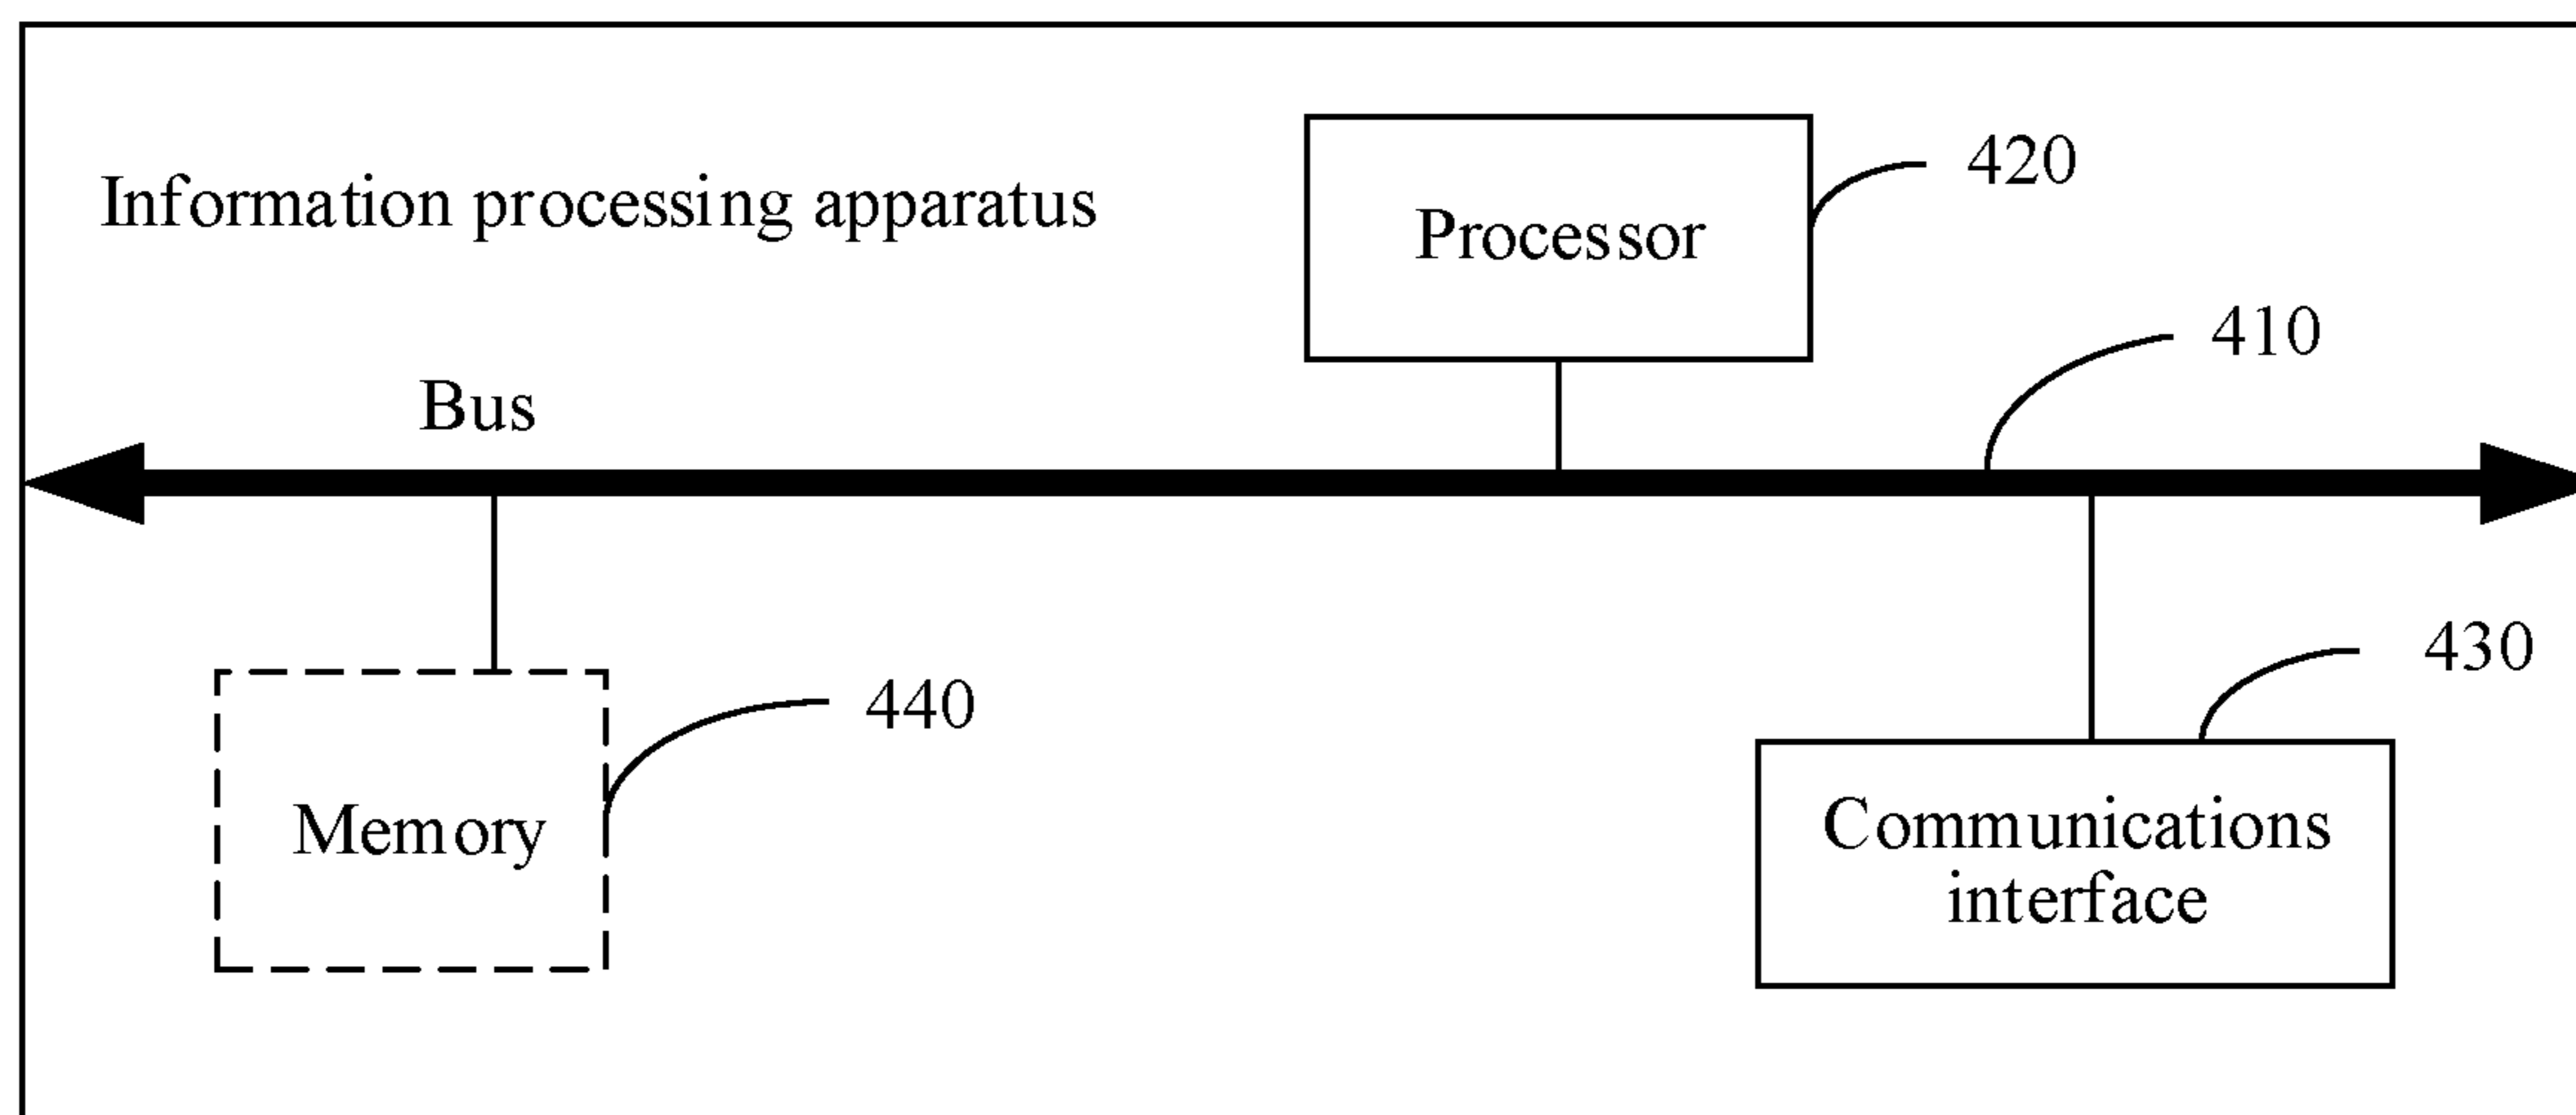 Information processing apparatus
Processor
420
410
Bus
440
430
Memory
Communications
interface